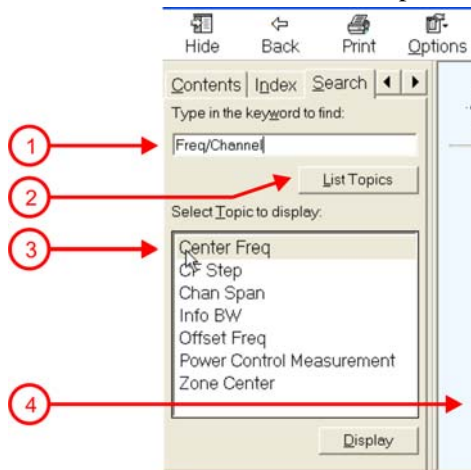 Hide Back Print Options
Contents Index Search
Type in the keyword to find:
1
Freq/Channel
2
List Topics
Select Topic to display:
3
Center Freq
CF Step
Chan Span
Info BW
Offset Freq
Power Control Measurement
Zone Center
4
Display